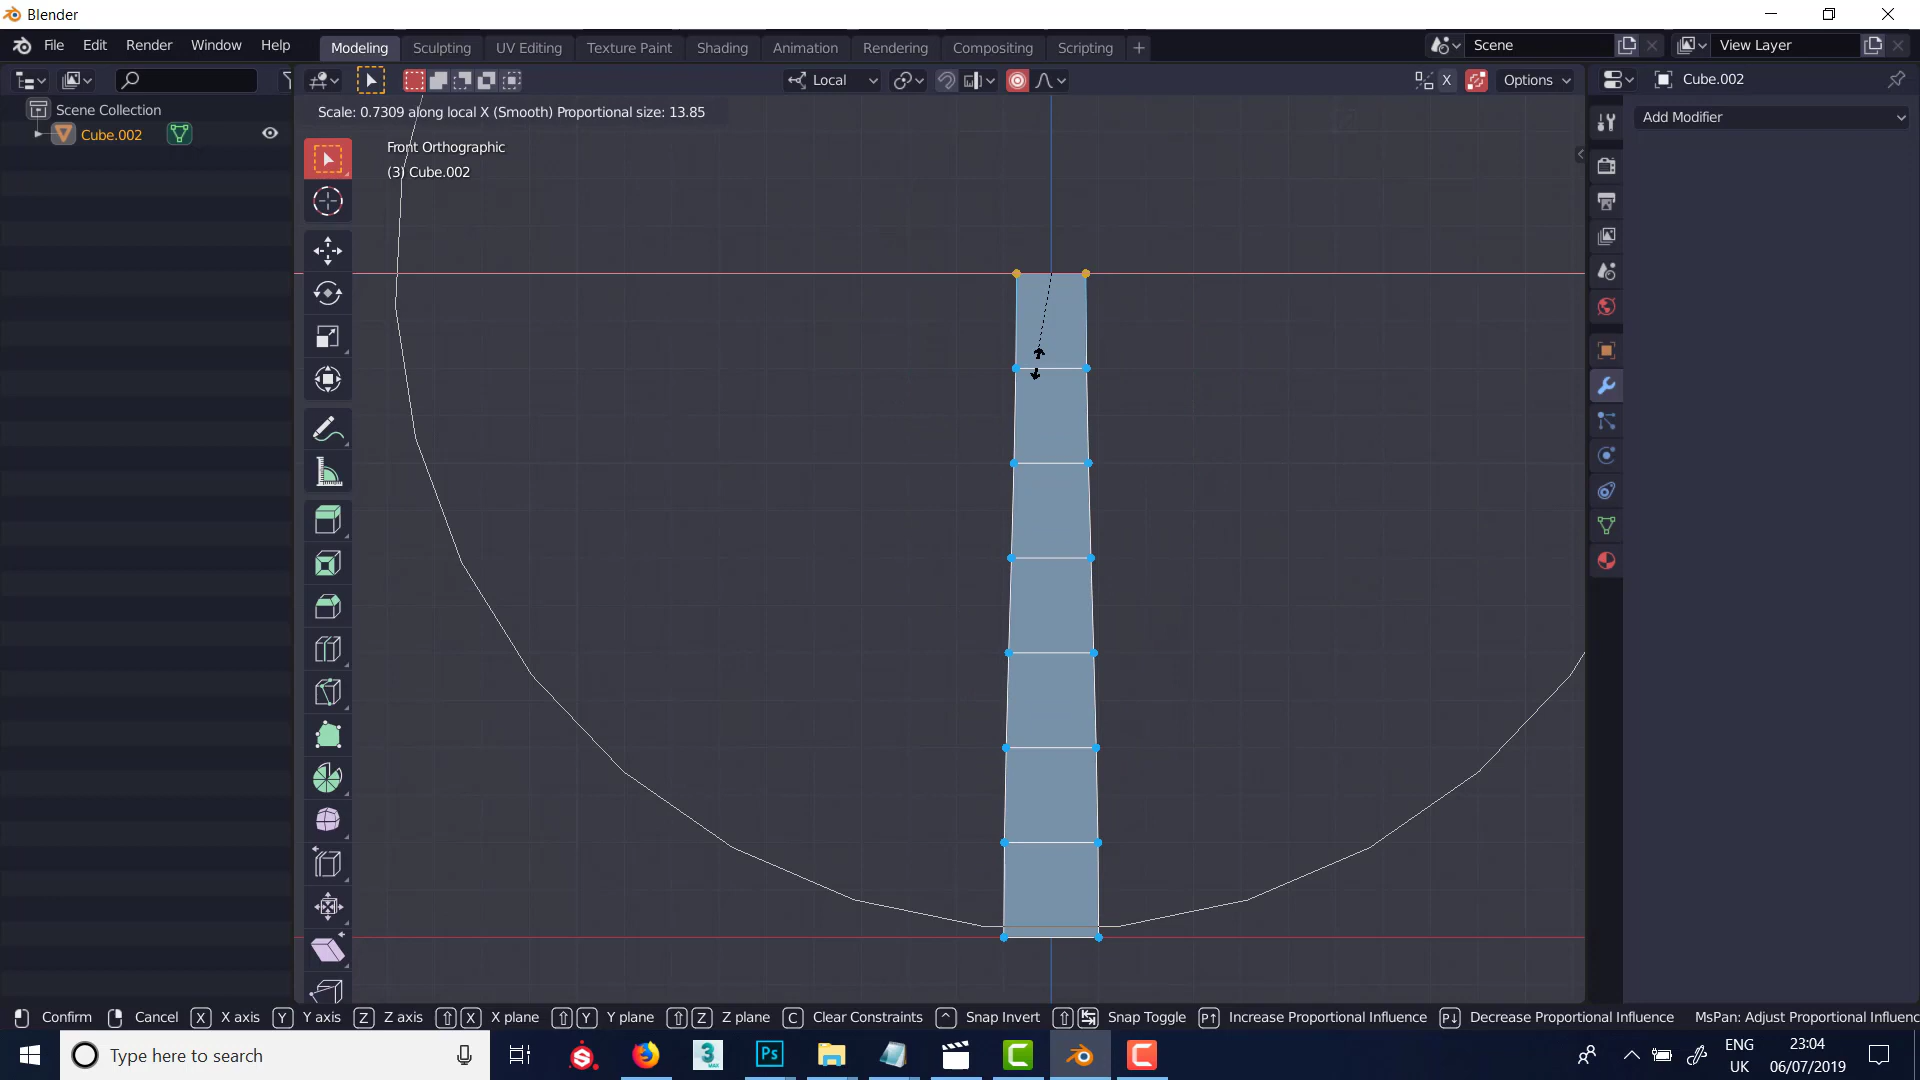 Blender
File Edit Render Window Help Modeling Sculpting UV Editing Texture Paint Shading Animation Rendering Compositing Scripting + Scene View Layer
Local X Options Cube.002
Scene Collection Scale: 0.7309 along local X (Smooth) Proportional size: 13.85 Add Modifier
Cube.002
Front Orthographic
(3) Cube.002
Confirm Cancel X X axis Y Y axis Z Z axis ⇧ X X plane ⇧ Y Y plane ⇧ Z Z plane C Clear Constraints ^ Snap Invert ⇧ ↹ Snap Toggle P↑ Increase Proportional Influence P↓ Decrease Proportional Influence MsPan: Adjust Proportional Influenc
Type here to search
S 3 MAX Ps C C
ENG
UK
23:04
06/07/2019